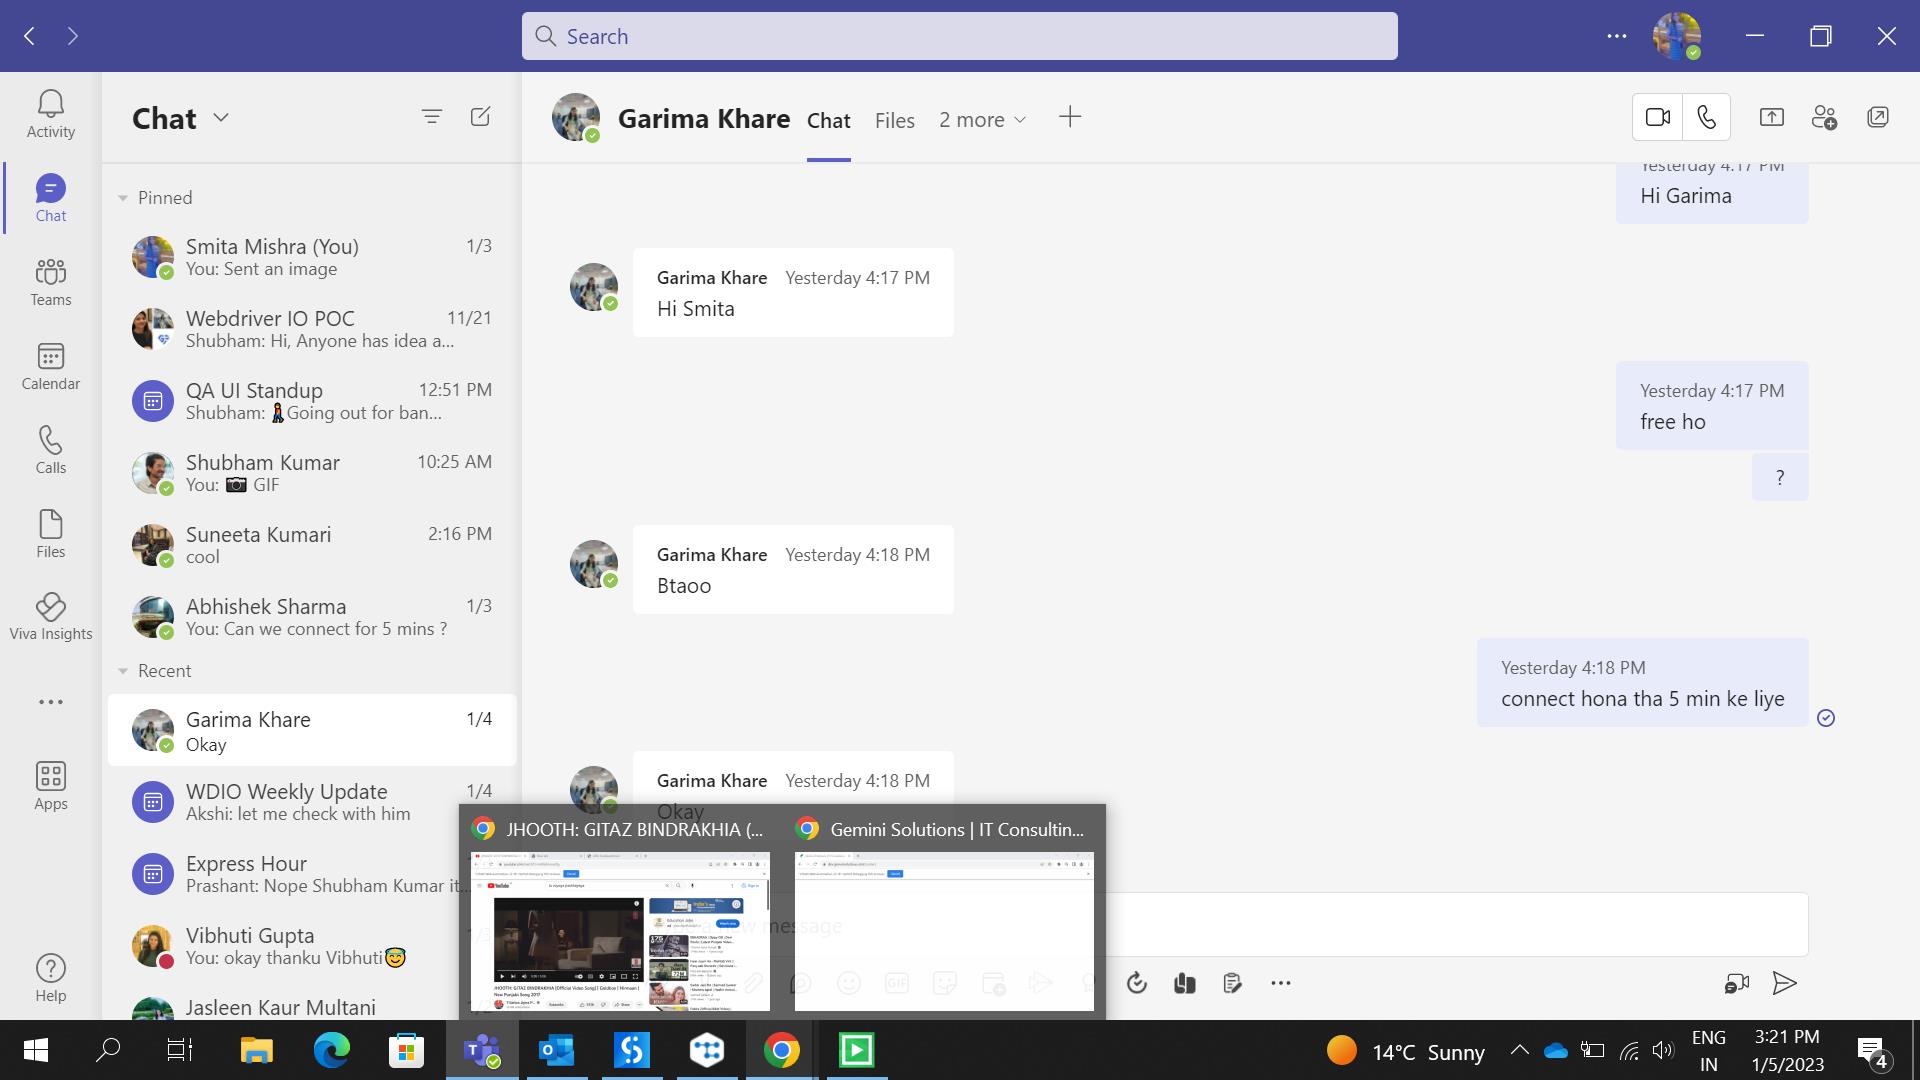 Search
Activity
Chat
Teams
Calendar
Calls
Files
Viva Insights
Apps
Help
Chat
Pinned
Smita Mishra (You) 1/3
You: Sent an image
Webdriver IO POC 11/21
Shubham: Hi, Anyone has idea a...
QA UI Standup 12:51 PM
Shubham: 🚶Going out for ban...
Shubham Kumar 10:25 AM
You: 📷 GIF
Suneeta Kumari 2:16 PM
cool
Abhishek Sharma 1/3
You: Can we connect for 5 mins ?
Recent
Garima Khare 1/4
Okay
WDIO Weekly Update 1/4
Akshi: let me check with him
Express Hour
Prashant: Nope Shubham Kumar it...
Vibhuti Gupta
You: okay thanku Vibhuti😇
Jasleen Kaur Multani
Garima Khare Chat Files 2 more
Yesterday 4:17 PM
Hi Garima
Garima Khare Yesterday 4:17 PM
Hi Smita
Yesterday 4:17 PM
free ho
?
Garima Khare Yesterday 4:18 PM
Btaoo
Yesterday 4:18 PM
connect hona tha 5 min ke liye
Garima Khare Yesterday 4:18 PM
Okay
JHOOTH: GITAZ BINDRAKHIA (...
Gemini Solutions | IT Consultin...
YouTube
JHOOTH: GITAZ BINDRAKHIA
message
GIF
14°C Sunny
ENG
IN
3:21 PM
1/5/2023
4